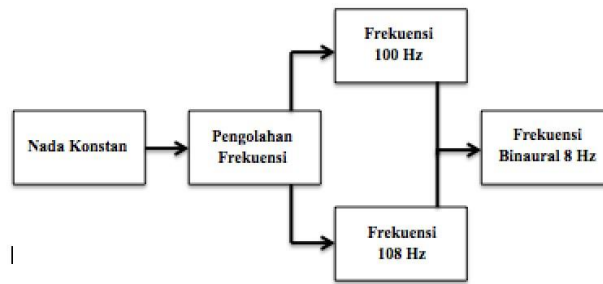 Nada Konstan
Pengolahan
Frekuensi
Frekuensi
100 Hz
Frekuensi
108 Hz
Frekuensi
Binaural 8 Hz